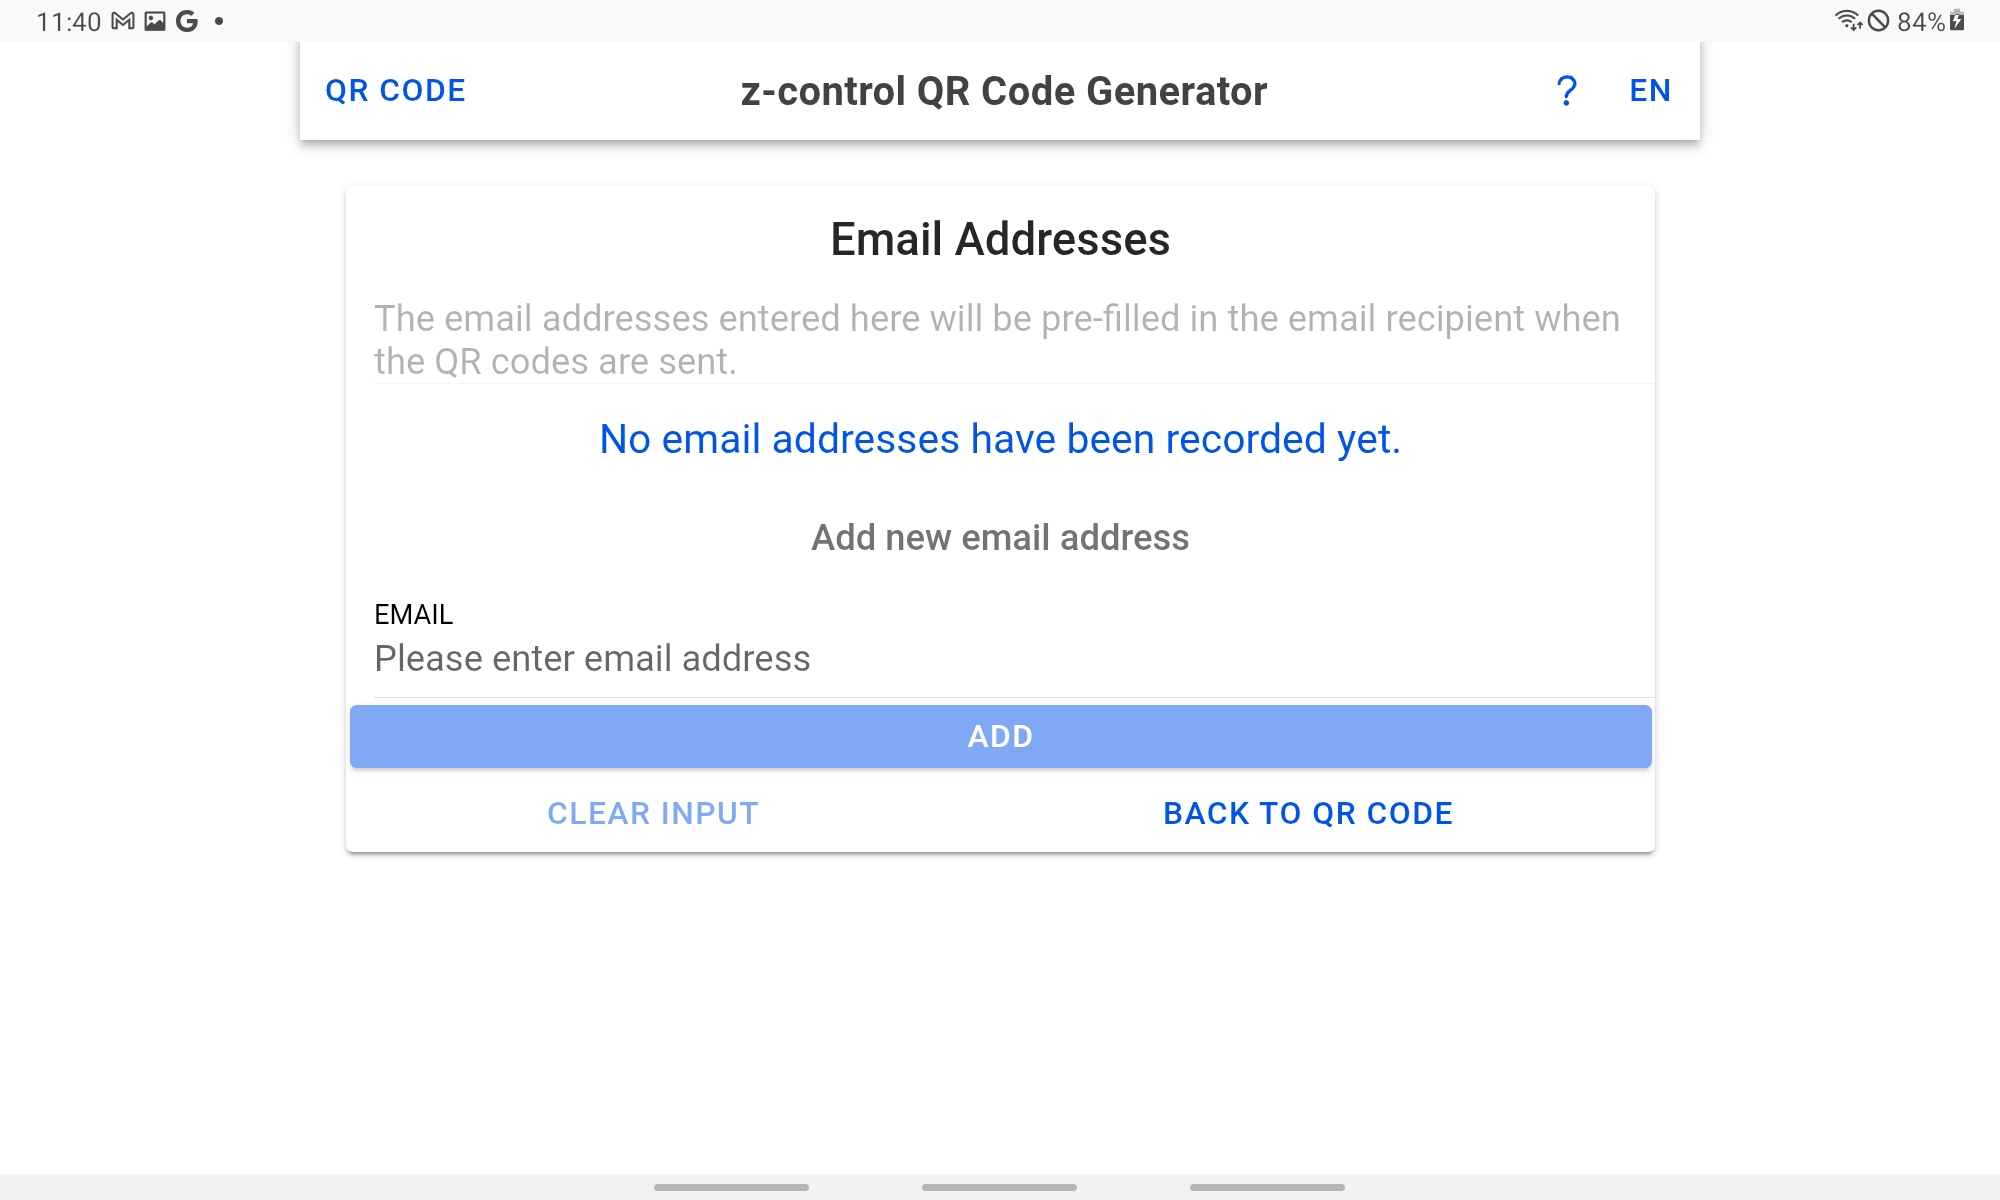 11:40
84%
QR CODE
z-control QR Code Generator
?
EN
Email Addresses
The email addresses entered here will be pre-filled in the email recipient when
the QR codes are sent.
No email addresses have been recorded yet.
Add new email address
EMAIL
Please enter email address
ADD
CLEAR INPUT
BACK TO QR CODE